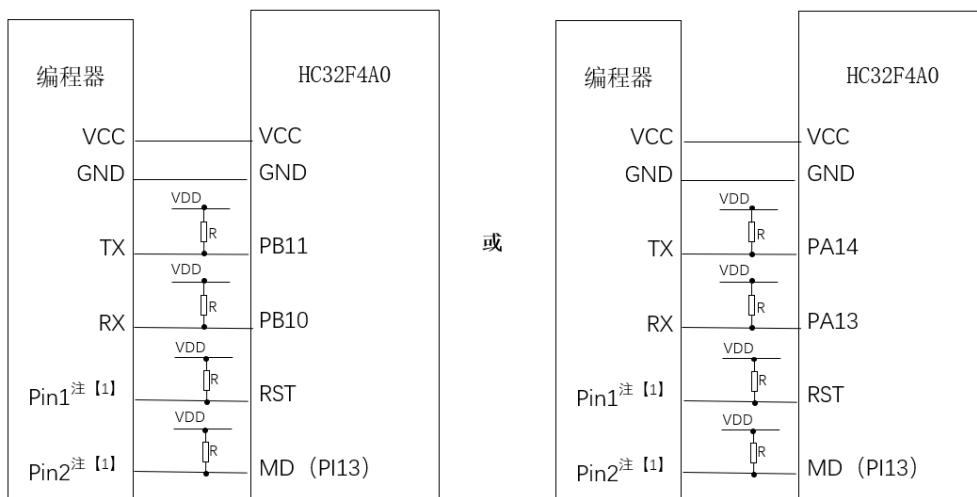 编程器 HC32F4A0
VCC VCC
GND GND
VDD
R
TX PB11
VDD
R
RX PB10
VDD
R
Pin1注【1】 RST
VDD
R
Pin2注【1】 MD（PI13）
或
编程器 HC32F4A0
VCC VCC
GND GND
VDD
R
TX PA14
VDD
R
RX PA13
VDD
R
Pin1注【1】 RST
VDD
R
Pin2注【1】 MD（PI13）